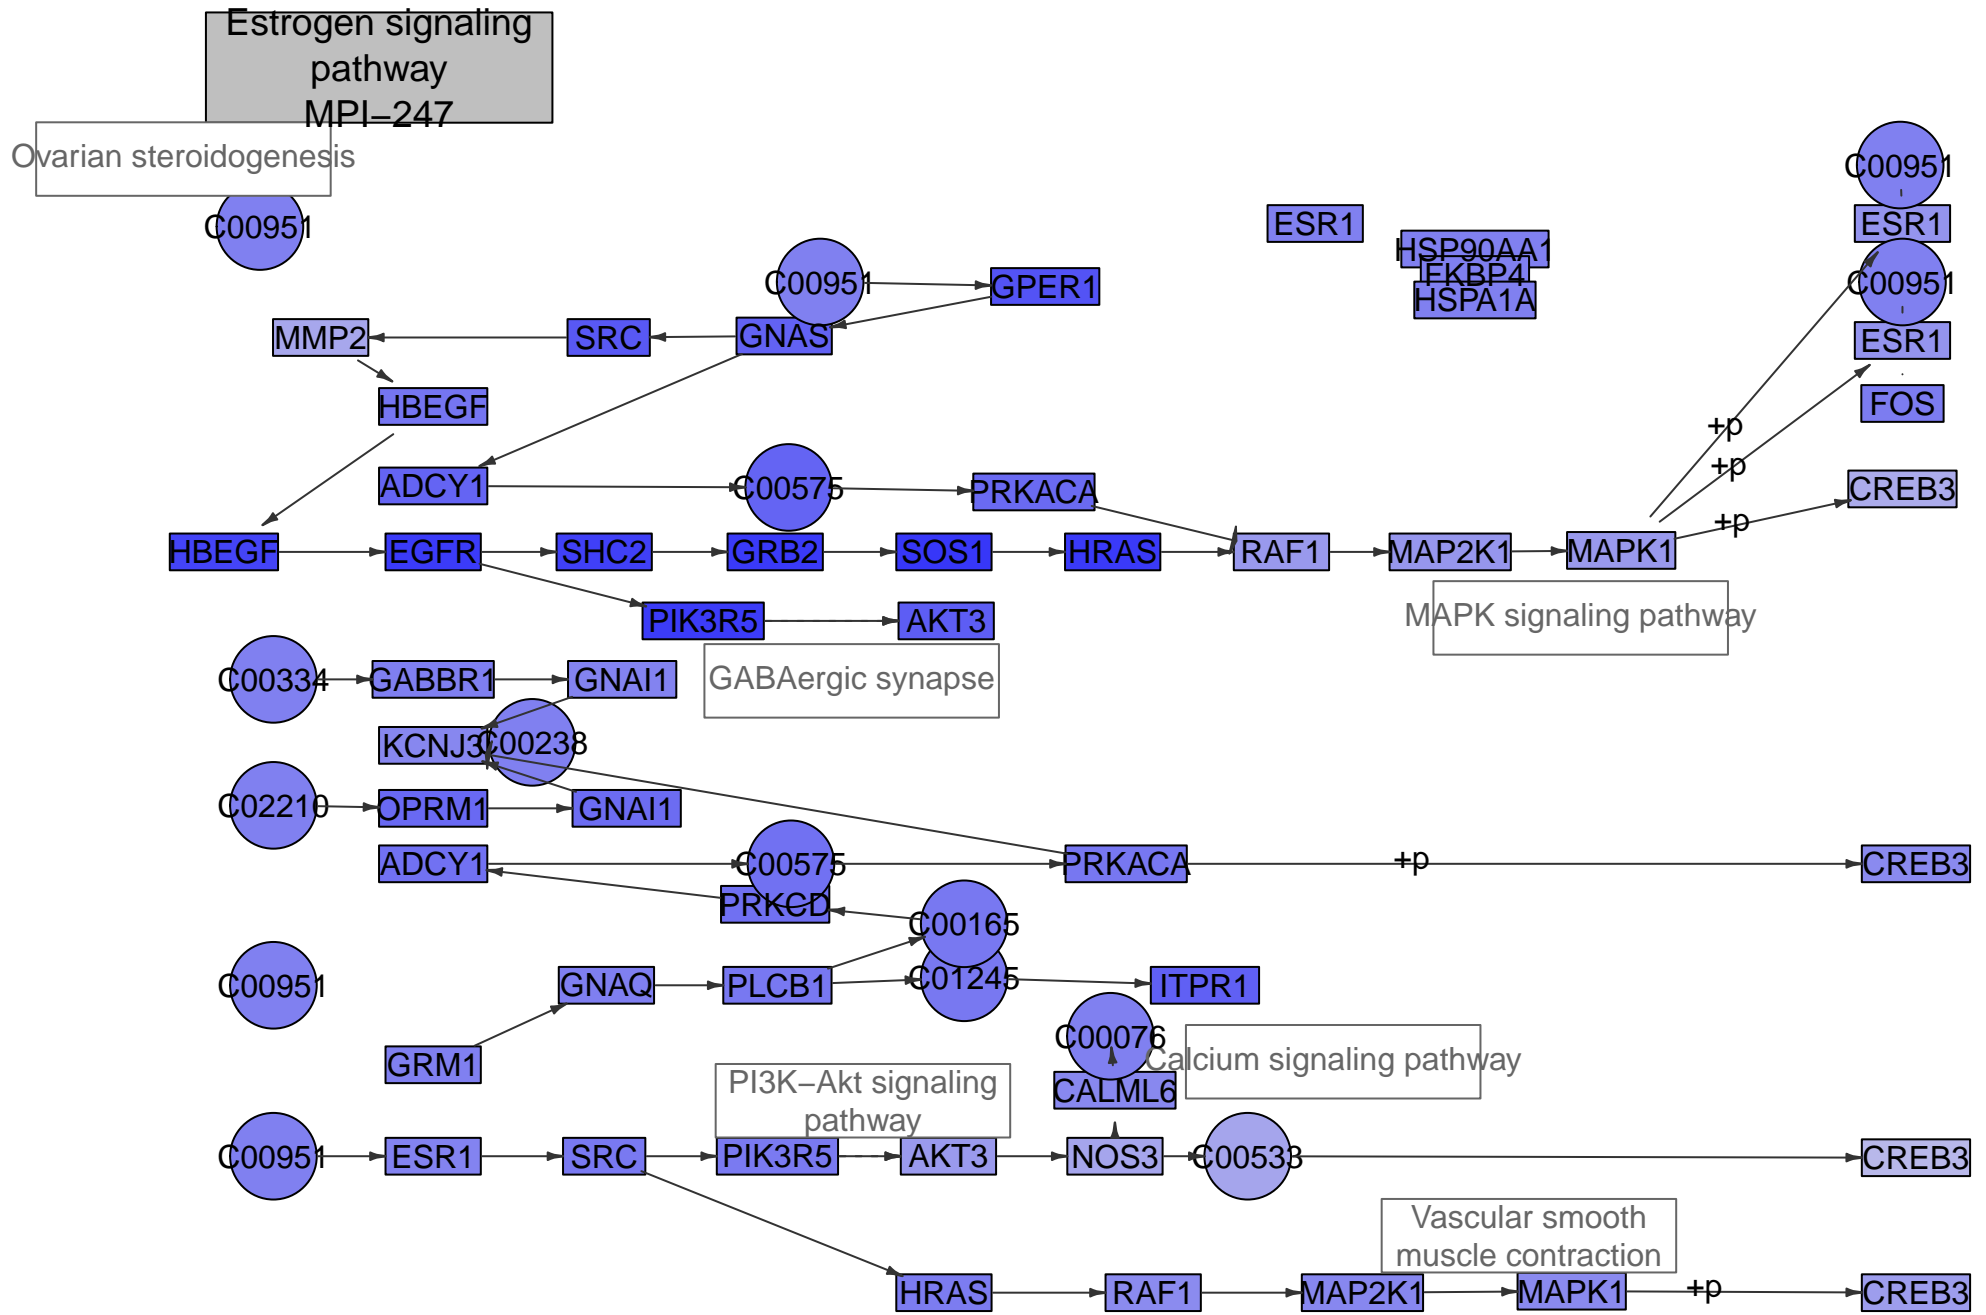 Estrogen signaling
pathway
MPI−247
Ovarian steroidogenesis
C00951
C00951
ESR1
ESR1
HSP90AA1
FKBP4
HSPA1A
C00951
GPER1
C00951
ESR1
MMP2
SRC
GNAS
HBEGF
FOS
+p
+p
ADCY1
C00575
PRKACA
CREB3
+p
HBEGF
EGFR
SHC2
GRB2
SOS1
HRAS
RAF1
MAP2K1
MAPK1
PIK3R5
AKT3
MAPK signaling pathway
C00334
GABBR1
GNAI1
GABAergic synapse
KCNJ3
C00238
C02210
OPRM1
GNAI1
ADCY1
C00575
PRKACA
+p
CREB3
PRKCD
C00165
C00951
GNAQ
PLCB1
C01245
ITPR1
C00076
Calcium signaling pathway
GRM1
PI3K−Akt signaling
pathway
CALML6
C00951
ESR1
SRC
PIK3R5
AKT3
NOS3
C00533
CREB3
Vascular smooth
muscle contraction
HRAS
RAF1
MAP2K1
MAPK1
+p
CREB3